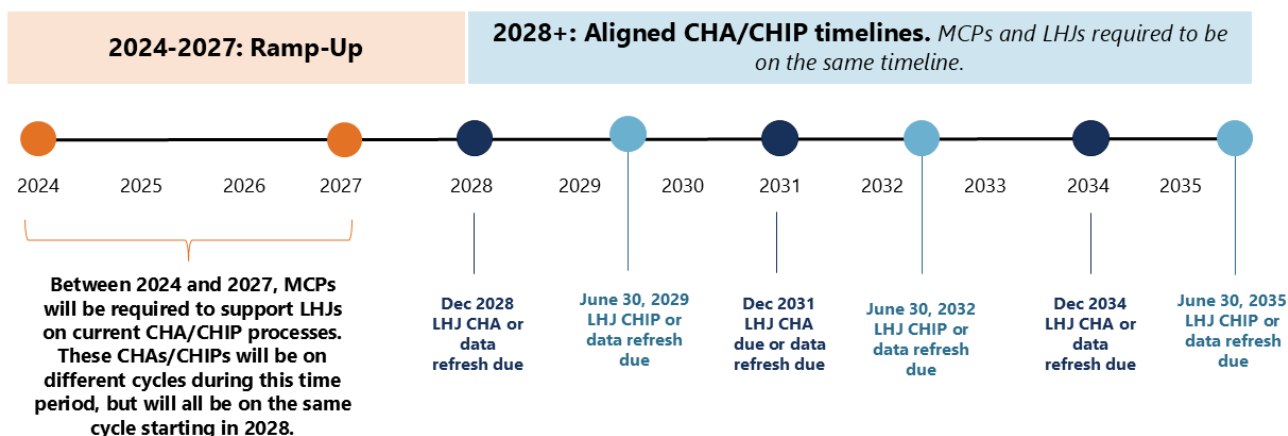 2024-2027: Ramp-Up
2028+: Aligned CHA/CHIP timelines. MCPs and LHJs required to be
on the same timeline.
2024
2025
2026
2027
2028
2029
2030
2031
2032
2033
2034
2035
Between 2024 and 2027, MCPs
will be required to support LHJs
on current CHA/CHIP processes.
These CHAs/CHIPs will be on
different cycles during this time
period, but will all be on the same
cycle starting in 2028.
Dec 2028
LHJ CHA or
data
refresh due
June 30, 2029
LHJ CHIP or
data refresh
due
Dec 2031
LHJ CHA
due or data
refresh due
June 30, 2032
LHJ CHIP or
data refresh
due
Dec 2034
LHJ CHA or
data
refresh due
June 30, 2035
LHJ CHIP or
data refresh
due